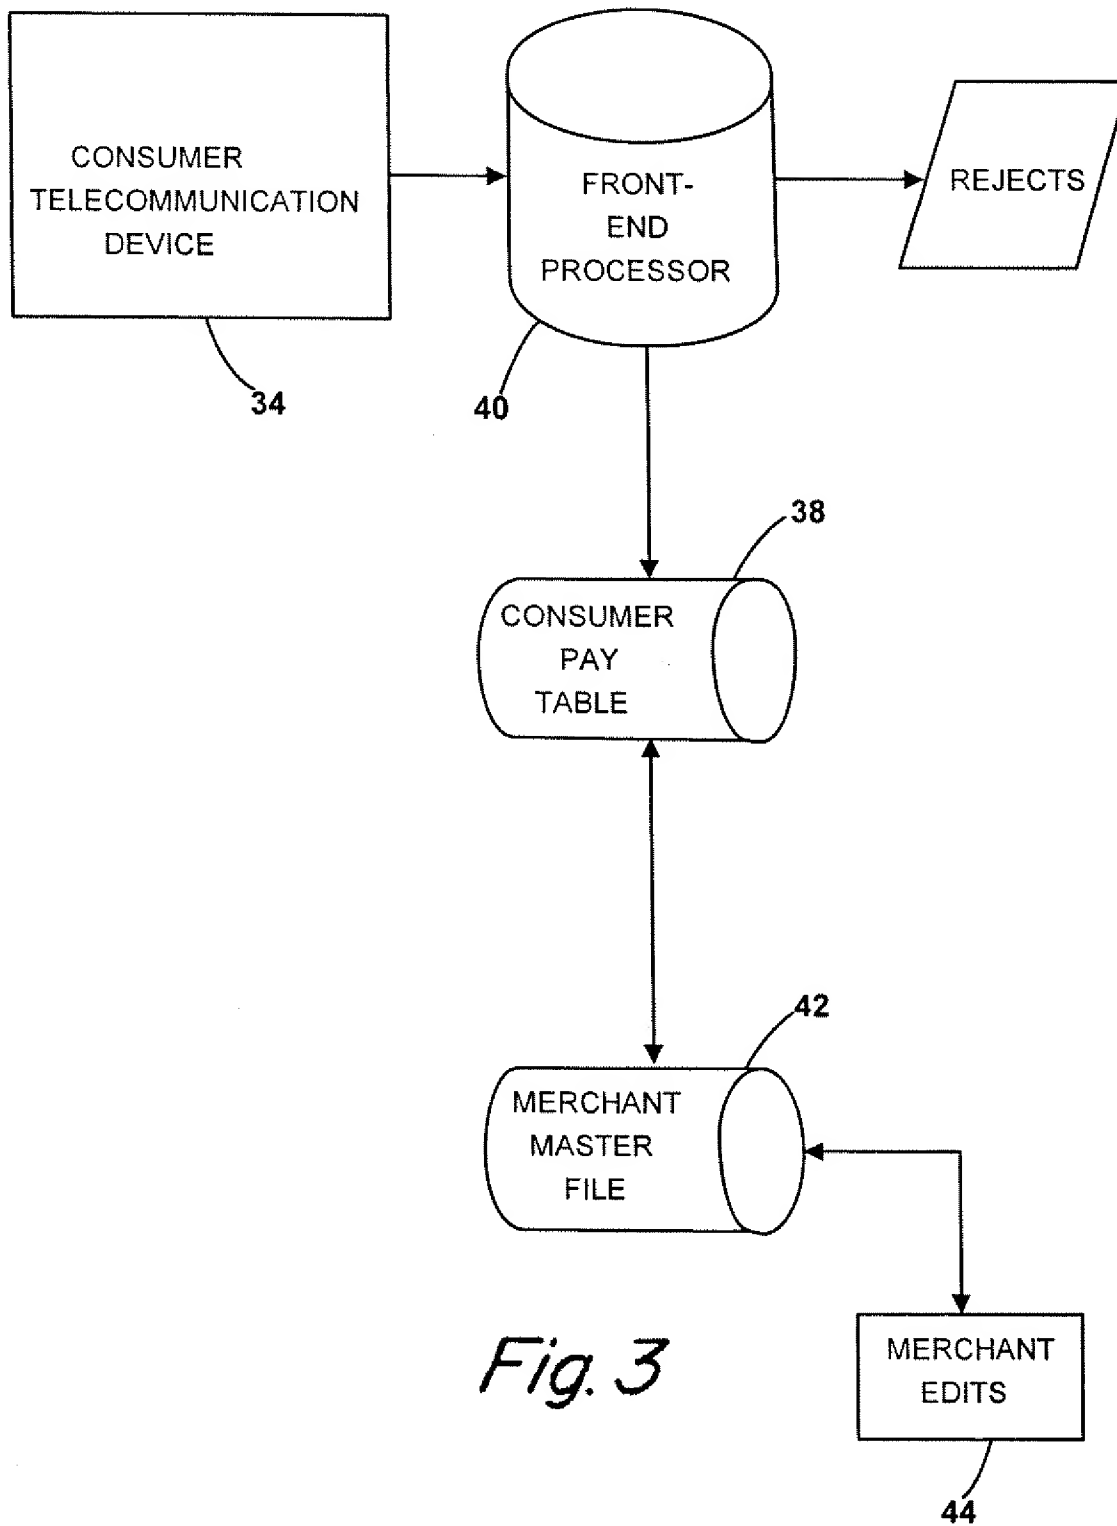 CONSUMER
TELECOMMUNICATION
DEVICE
34
FRONT-
END
PROCESSOR
40
REJECTS
38
CONSUMER
PAY
TABLE
42
MERCHANT
MASTER
FILE
MERCHANT
EDITS
44
Fig. 3